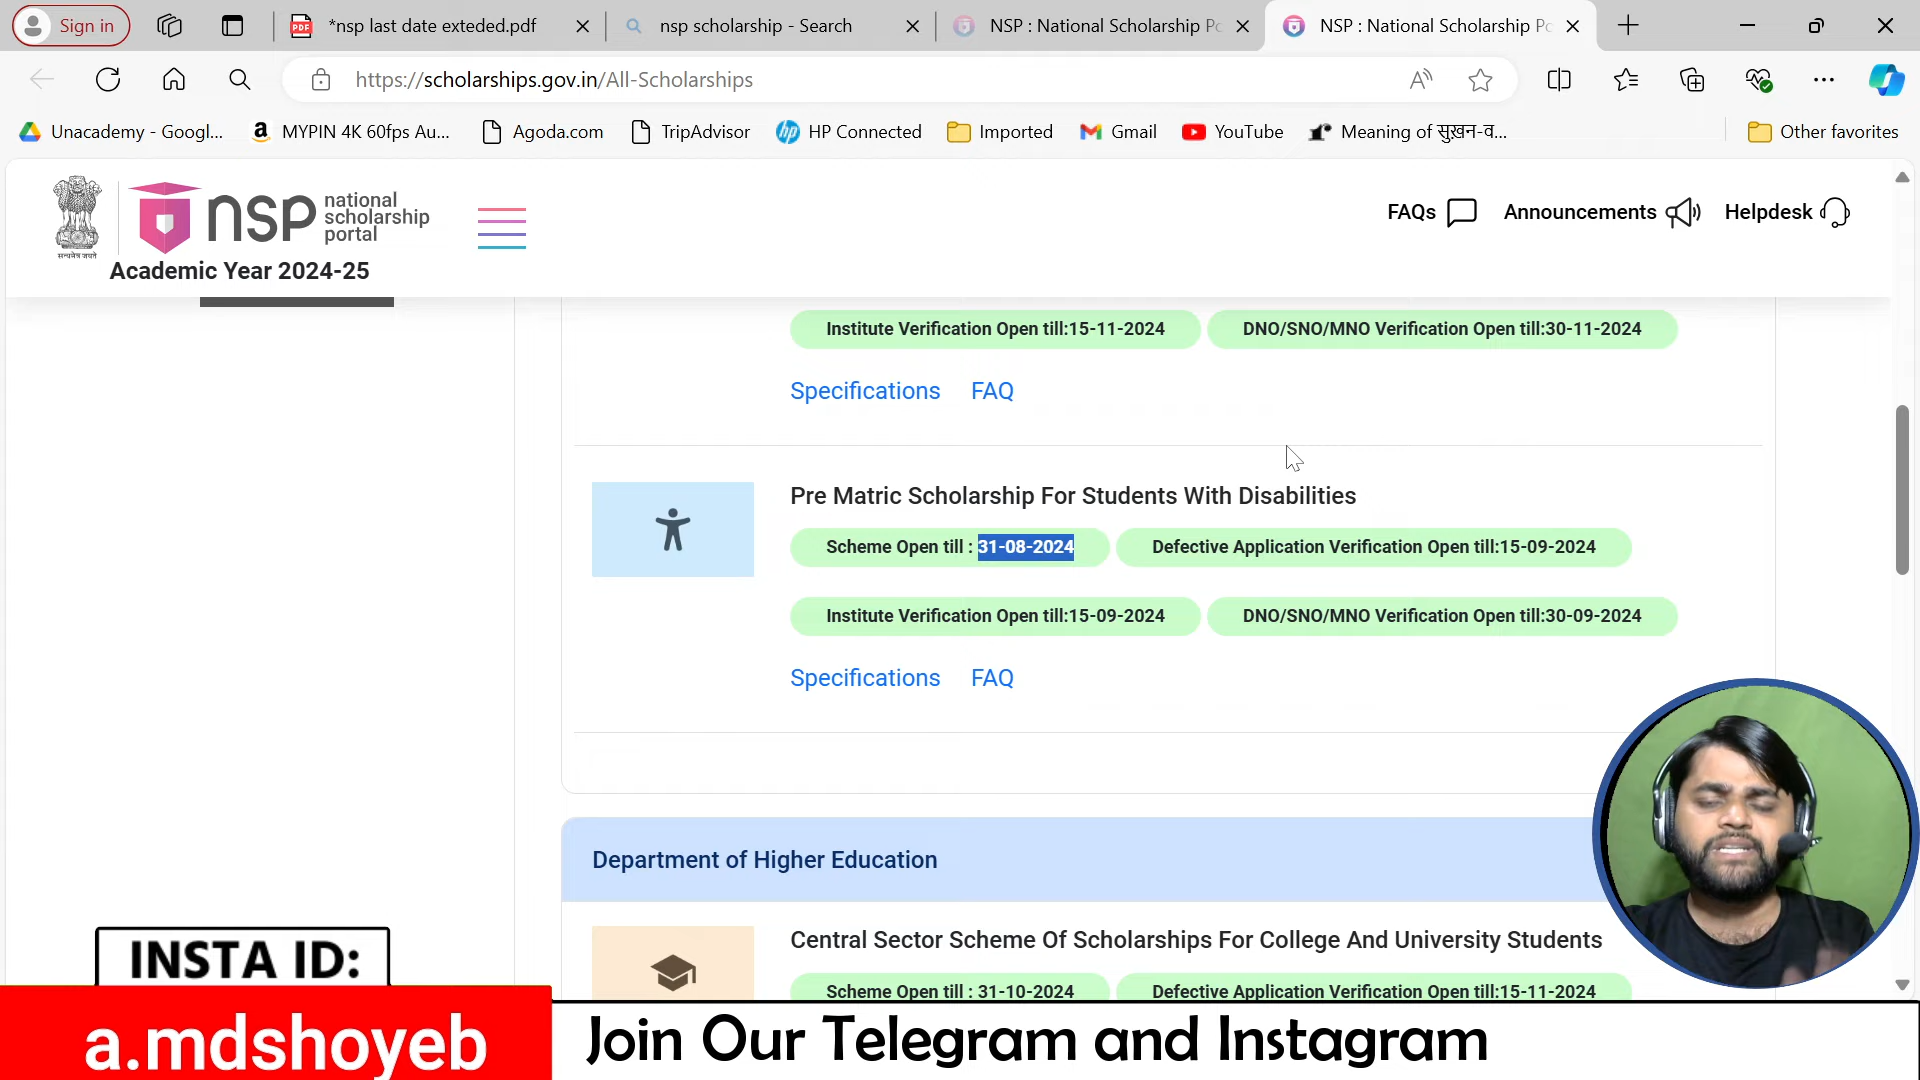 Sign in
*nsp last date exteded.pdf
nsp scholarship - Search
NSP : National Scholarship Po
NSP : National Scholarship Po
https://scholarships.gov.in/All-Scholarships
Unacademy - Googl...
MYPIN 4K 60fps Au...
Agoda.com
TripAdvisor
HP Connected
Imported
Gmail
YouTube
Meaning of सुख़न-व...
Other favorites
सत्यमेव जयते
nsp national scholarship portal
Academic Year 2024-25
FAQs
Announcements
Helpdesk
Institute Verification Open till:15-11-2024
DNO/SNO/MNO Verification Open till:30-11-2024
Specifications FAQ
Pre Matric Scholarship For Students With Disabilities
Scheme Open till : 31-08-2024
Defective Application Verification Open till:15-09-2024
Institute Verification Open till:15-09-2024
DNO/SNO/MNO Verification Open till:30-09-2024
Specifications FAQ
Department of Higher Education
Central Sector Scheme Of Scholarships For College And University Students
Scheme Open till : 31-10-2024
Defective Application Verification Open till:15-11-2024
INSTA ID:
a.mdshoyeb
Join Our Telegram and Instagram